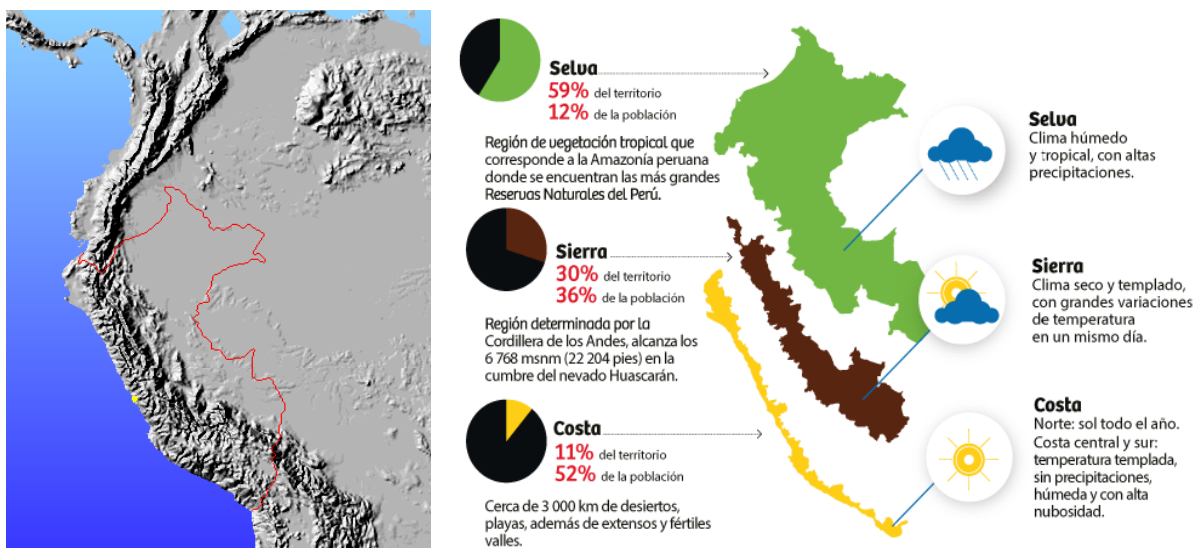 Selva
59% del territorio
12% de la población
Región de vegetación tropical que
corresponde a la Amazonía peruana
donde se encuentran las más grandes
Reservas Naturales del Perú.
Sierra
30% del territorio
36% de la población
Región determinada por la
Cordillera de los Andes, alcanza los
6 768 msnm (22 204 pies) en la
cumbre del nevado Huascarán.
Costa
11% del territorio
52% de la población
Cerca de 3 000 km de desiertos,
playas, además de extensos y fértiles
valles.
Selva
Clima húmedo
y tropical, con altas
precipitaciones.
Sierra
Clima seco y templado,
con grandes variaciones
de temperatura
en un mismo día.
Costa
Norte: sol todo el año.
Costa central y sur:
temperatura templada,
sin precipitaciones,
húmeda y con alta
nubosidad.